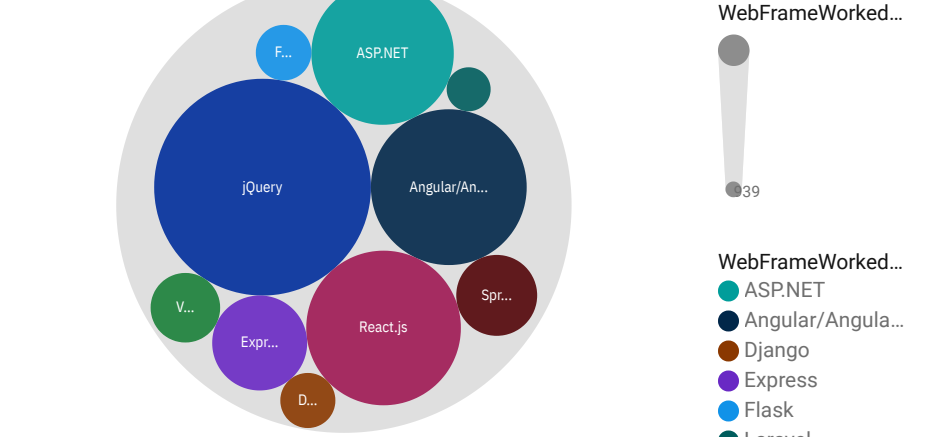 WebFrameWorked...
F...
ASP.NET
jQuery
Angular/An...
939
V...
Expr...
React.js
Spr...
D...
WebFrameWorked...
ASP.NET
Angular/Angula...
Django
Express
Flask
Laravel